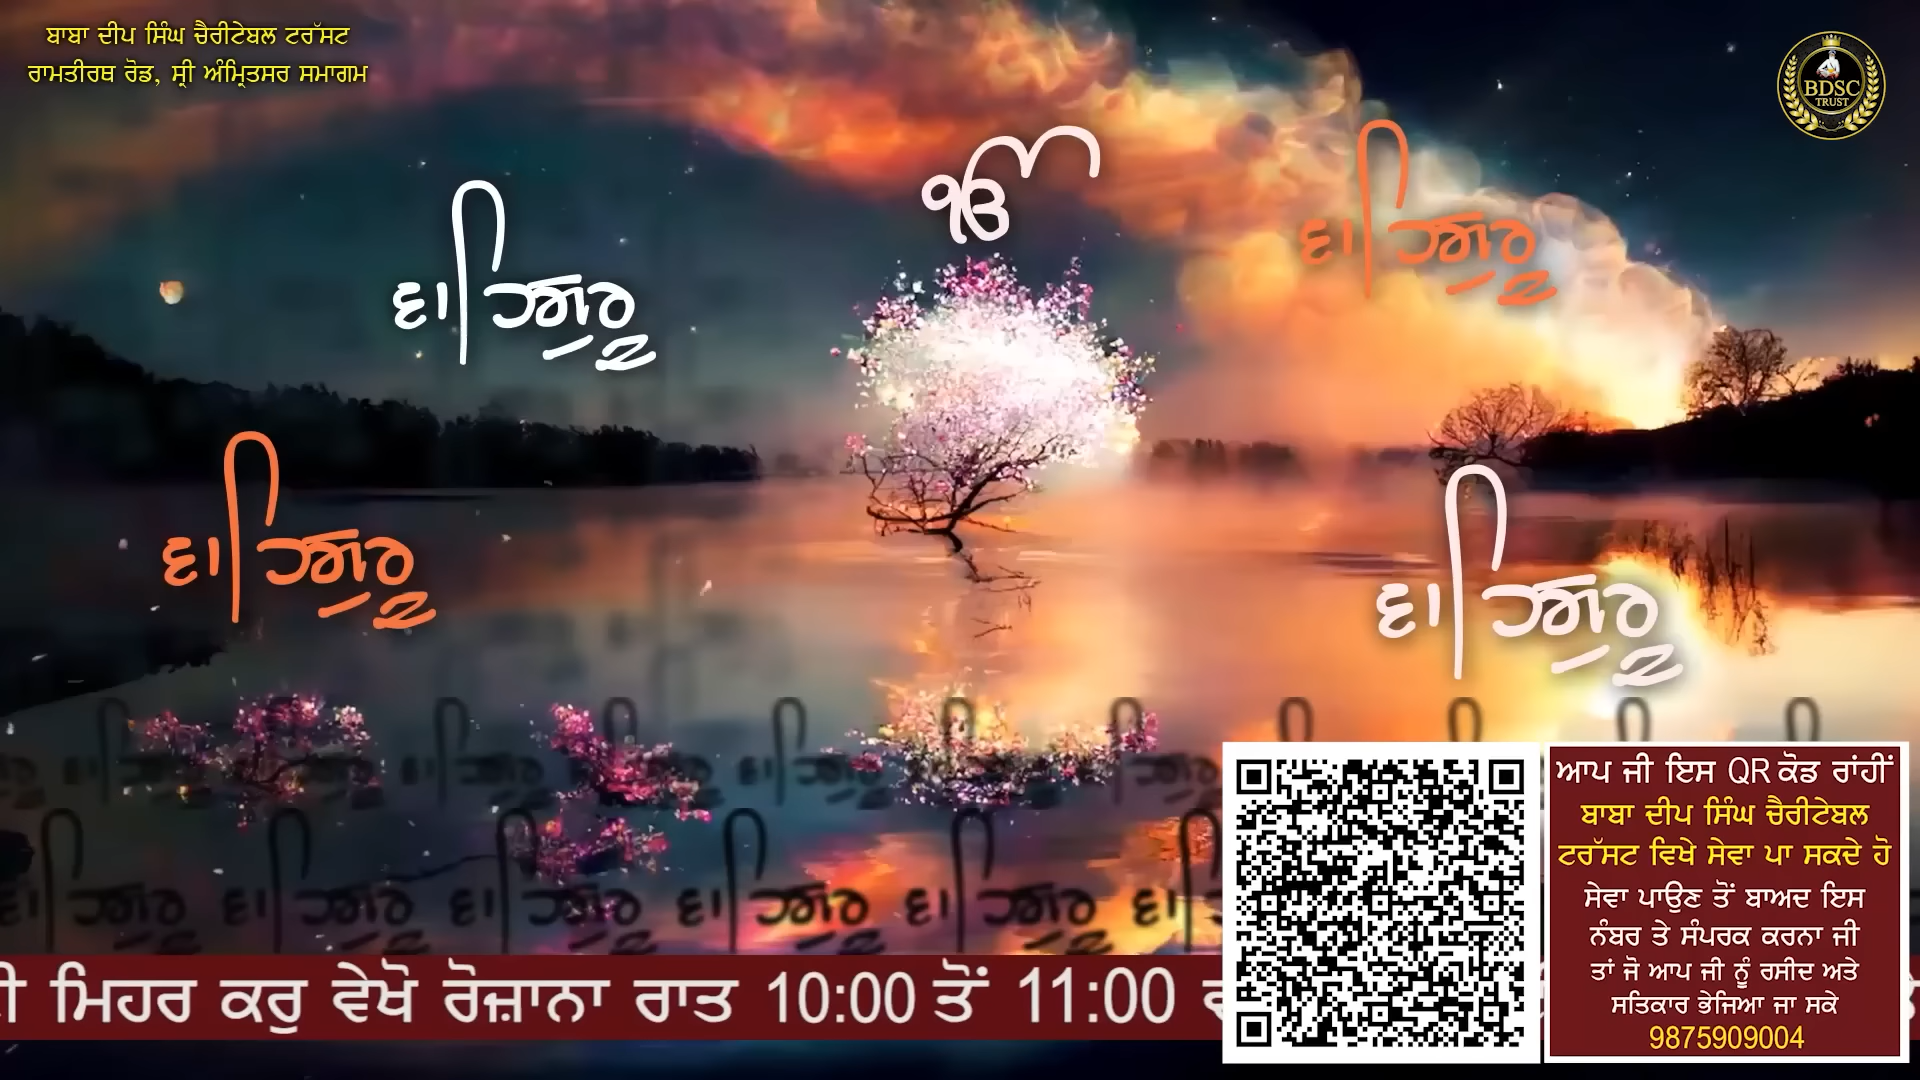 ਬਾਬਾ ਦੀਪ ਸਿੰਘ ਚੈਰੀਟੇਬਲ ਟਰੱਸਟ
ਰਾਮਤੀਰਥ ਰੋਡ, ਸ੍ਰੀ ਅੰਮ੍ਰਿਤਸਰ ਸਮਾਗਮ
BDSC
TRUST
ੴ
ਵਾਹਿਗੁਰੂ
ਵਾਹਿਗੁਰੂ
ਵਾਹਿਗੁਰੂ
ਵਾਹਿਗੁਰੂ
ਵਾਹਿਗੁਰੂ ਵਾਹਿਗੁਰੂ ਵਾਹਿਗੁਰੂ ਵਾਹਿਗੁਰੂ
ਆਪ ਜੀ ਇਸ QR ਕੋਡ ਰਾਂਹੀਂ
ਬਾਬਾ ਦੀਪ ਸਿੰਘ ਚੈਰੀਟੇਬਲ
ਟਰੱਸਟ ਵਿਖੇ ਸੇਵਾ ਪਾ ਸਕਦੇ ਹੋ
ਸੇਵਾ ਪਾਉਣ ਤੋਂ ਬਾਅਦ ਇਸ
ਨੰਬਰ ਤੇ ਸੰਪਰਕ ਕਰਨਾ ਜੀ
ਤਾਂ ਜੋ ਆਪ ਜੀ ਨੂੰ ਰਸੀਦ ਅਤੇ
ਸਤਿਕਾਰ ਭੇਜਿਆ ਜਾ ਸਕੇ
9875909004
ਮਿਹਰ ਕਰੁ ਵੇਖੋ ਰੋਜ਼ਾਨਾ ਰਾਤ 10:00 ਤੋਂ 11:00